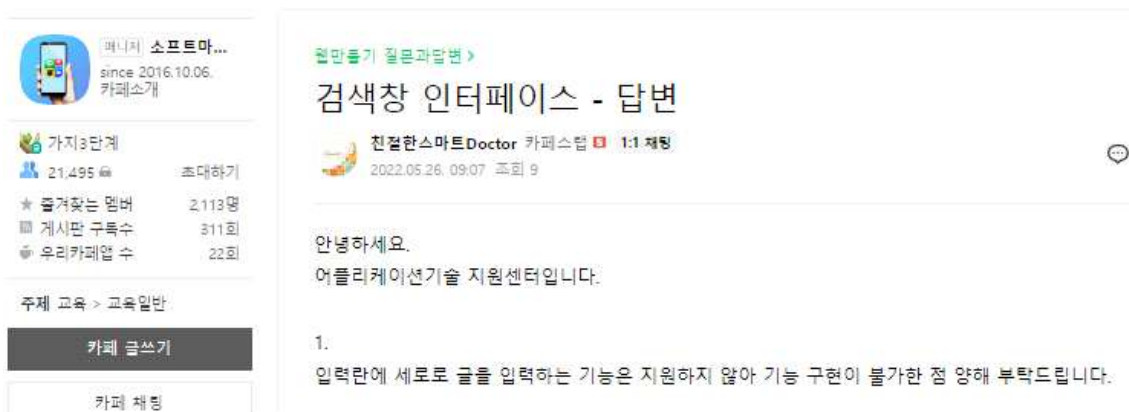 매니저 소프트마...
since 2016.10.06.
카페소개
가지3단계
21,495 초대하기
즐겨찾는 멤버 2,113명
게시판 구독수 311회
우리카페앱 수 22회
주제 교육 > 교육일반
카페 글쓰기
카페 채팅
웹만들기 질문과답변 >
검색창 인터페이스 - 답변
친절한스마트Doctor 카페스탭 1:1 채팅
2022.05.26. 09:07 조회 9
안녕하세요.
어플리케이션기술 지원센터입니다.
1.
입력란에 세로로 글을 입력하는 기능은 지원하지 않아 기능 구현이 불가한 점 양해 부탁드립니다.